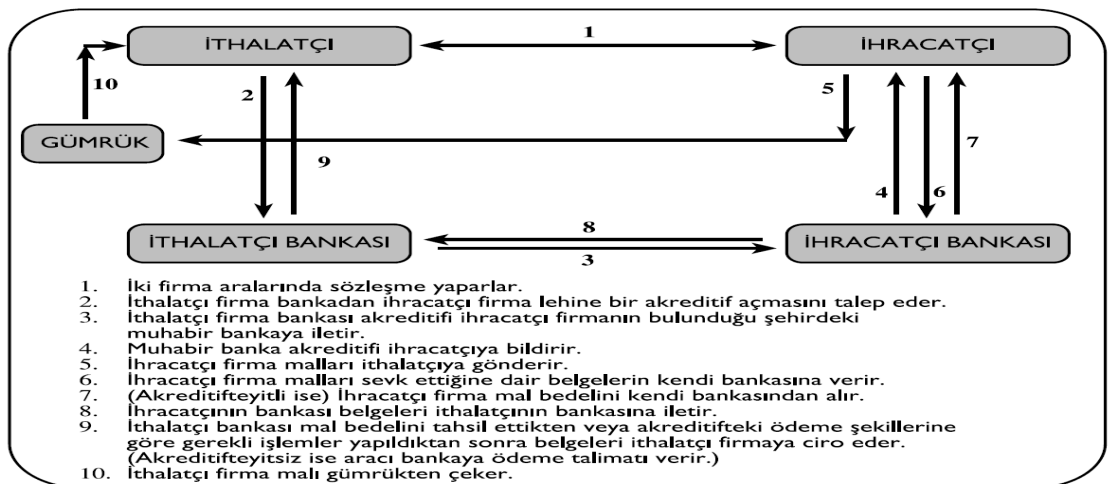 İTHALATÇI
1
İHRACATÇI
10
2
5
GÜMRÜK
9
4
6
7
İTHALATÇI BANKASI
8
3
İHRACATÇI BANKASI
1. İki firma aralarında sözleşme yaparlar.
2. İthalatçı firma bankadan ihracatçı firma lehine bir akreditif açmasını talep eder.
3. İthalatçı firma bankası akreditifi ihracatçı firmanın bulunduğu şehirdeki
muhabir bankaya iletir.
4. Muhabir banka akreditifi ihracatçıya bildirir.
5. İhracatçı firma malları ithalatçıya gönderir.
6. İhracatçı firma malları sevk ettiğine dair belgelerin kendi bankasına verir.
7. (Akreditifteyitli ise) İhracatçı firma mal bedelini kendi bankasından alır.
8. İhracatçının bankası belgeleri ithalatçının bankasına iletir.
9. İthalatçı bankası mal bedelini tahsil ettikten veya akreditifteki ödeme şekillerine
göre gerekli işlemler yapıldıktan sonra belgeleri ithalatçı firmaya ciro eder.
(Akreditifteyitsiz ise aracı bankaya ödeme talimatı verir.)
10. İthalatçı firma malı gümrükten çeker.